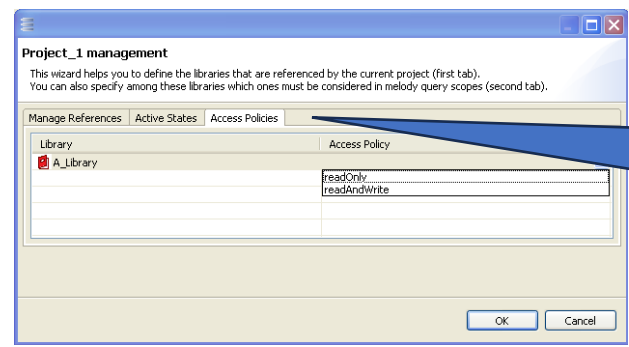 Project_1 management
This wizard helps you to define the libraries that are referenced by the current project (first tab).
You can also specify among these libraries which ones must be considered in melody query scopes (second tab).
Manage References Active States Access Policies
Library Access Policy
A_Library
readOnly
readAndWrite
OK Cancel